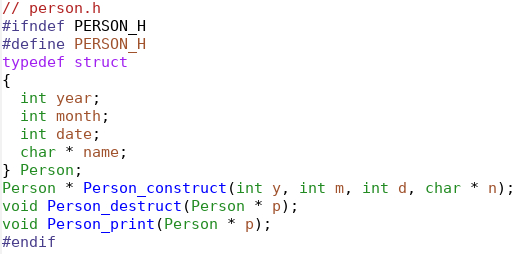 // person.h
#ifndef PERSON_H
#define PERSON_H
typedef struct
{
  int year;
  int month;
  int date;
  char * name;
} Person;
Person * Person_construct(int y, int m, int d, char * n);
void Person_destruct(Person * p);
void Person_print(Person * p);
#endif